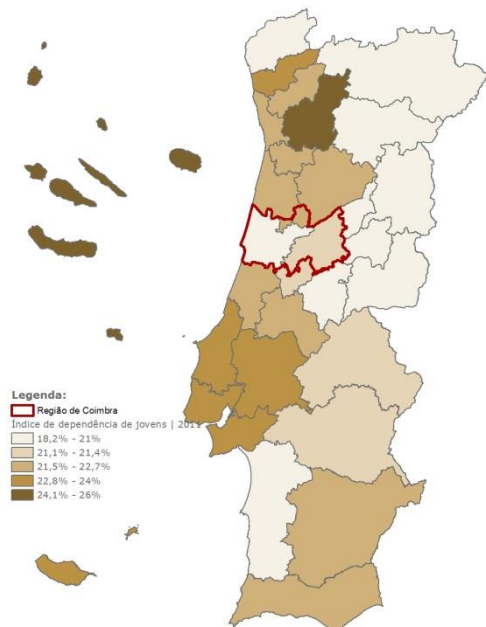 Legenda:
Região de Coimbra
Índice de dependência de jovens | 2011
18,2% - 21%
21,1% - 21,4%
21,5% - 22,7%
22,8% - 24%
24,1% - 26%